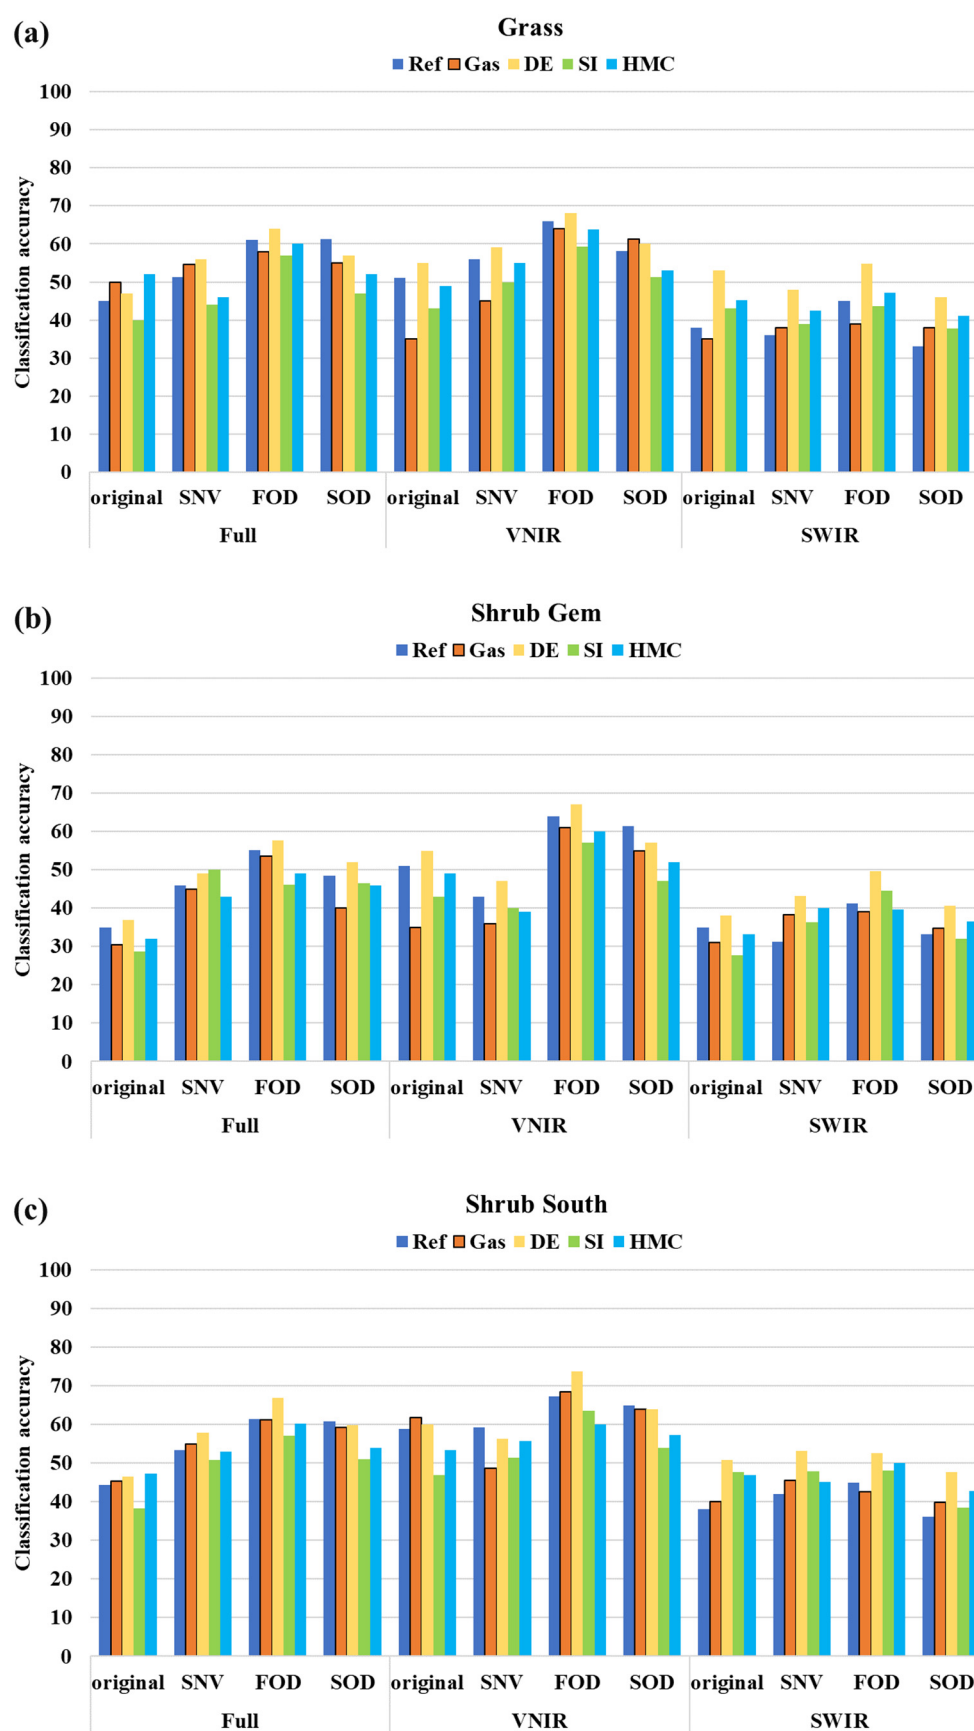 (a)
Grass
Ref Gas DE SI HMC
Classification accuracy
100
90
80
70
60
50
40
30
20
10
0
original SNV FOD SOD original SNV FOD SOD original SNV FOD SOD
Full VNIR SWIR
(b)
Shrub Gem
Ref Gas DE SI HMC
Classification accuracy
100
90
80
70
60
50
40
30
20
10
0
original SNV FOD SOD original SNV FOD SOD original SNV FOD SOD
Full VNIR SWIR
(c)
Shrub South
Ref Gas DE SI HMC
Classification accuracy
100
90
80
70
60
50
40
30
20
10
0
original SNV FOD SOD original SNV FOD SOD original SNV FOD SOD
Full VNIR SWIR